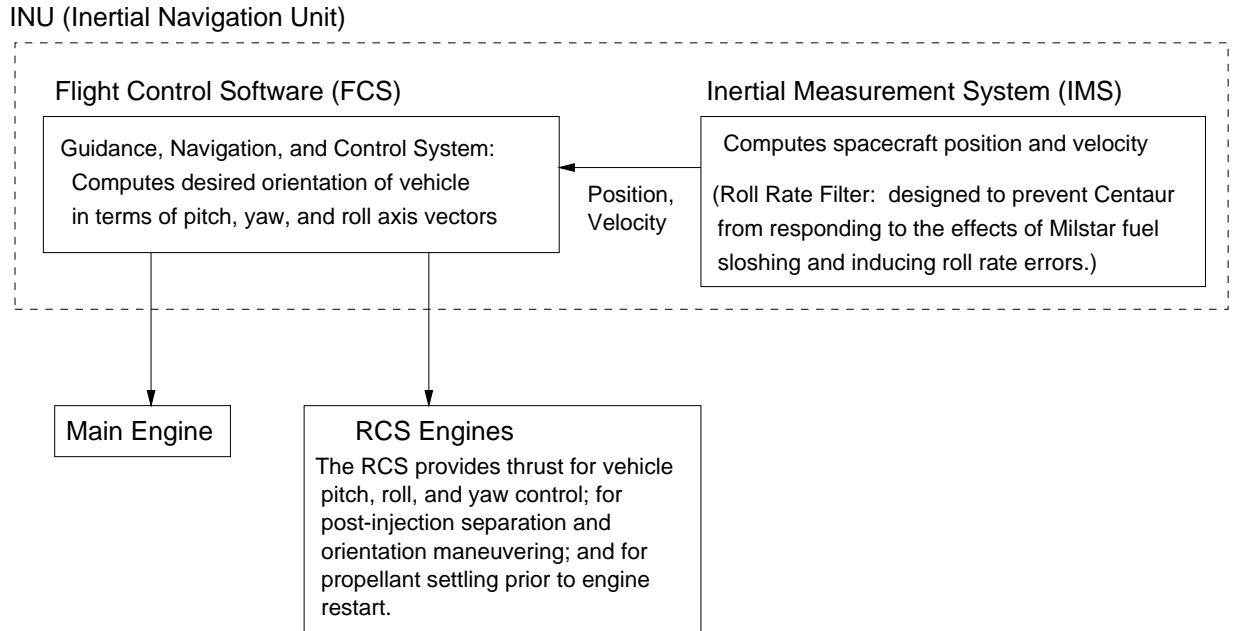 INU (Inertial Navigation Unit)
Flight Control Software (FCS)
Guidance, Navigation, and Control System:
Computes desired orientation of vehicle
in terms of pitch, yaw, and roll axis vectors
Position,
Velocity
Inertial Measurement System (IMS)
Computes spacecraft position and velocity
(Roll Rate Filter: designed to prevent Centaur
from responding to the effects of Milstar fuel
sloshing and inducing roll rate errors.)
Main Engine
RCS Engines
The RCS provides thrust for vehicle
pitch, roll, and yaw control; for
post-injection separation and
orientation maneuvering; and for
propellant settling prior to engine
restart.